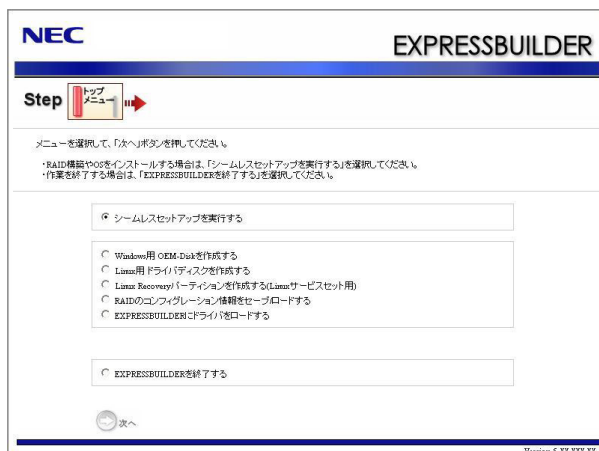 NEC
EXPRESSBUILDER
Step トップメニュー
メニューを選択して、「次へ」ボタンを押してください。
・RAID構築やOSをインストールする場合は、「シームレスセットアップを実行する」を選択してください。
・作業を終了する場合は、「EXPRESSBUILDERを終了する」を選択してください。
シームレスセットアップを実行する
Windows用 OEM-Diskを作成する
Linux用 ドライバディスクを作成する
Linux Recoveryパーティションを作成する(Linuxサービスセット用)
RAIDのコンフィグレーション情報をセーブ/ロードする
EXPRESSBUILDERにドライバをロードする
EXPRESSBUILDERを終了する
次へ